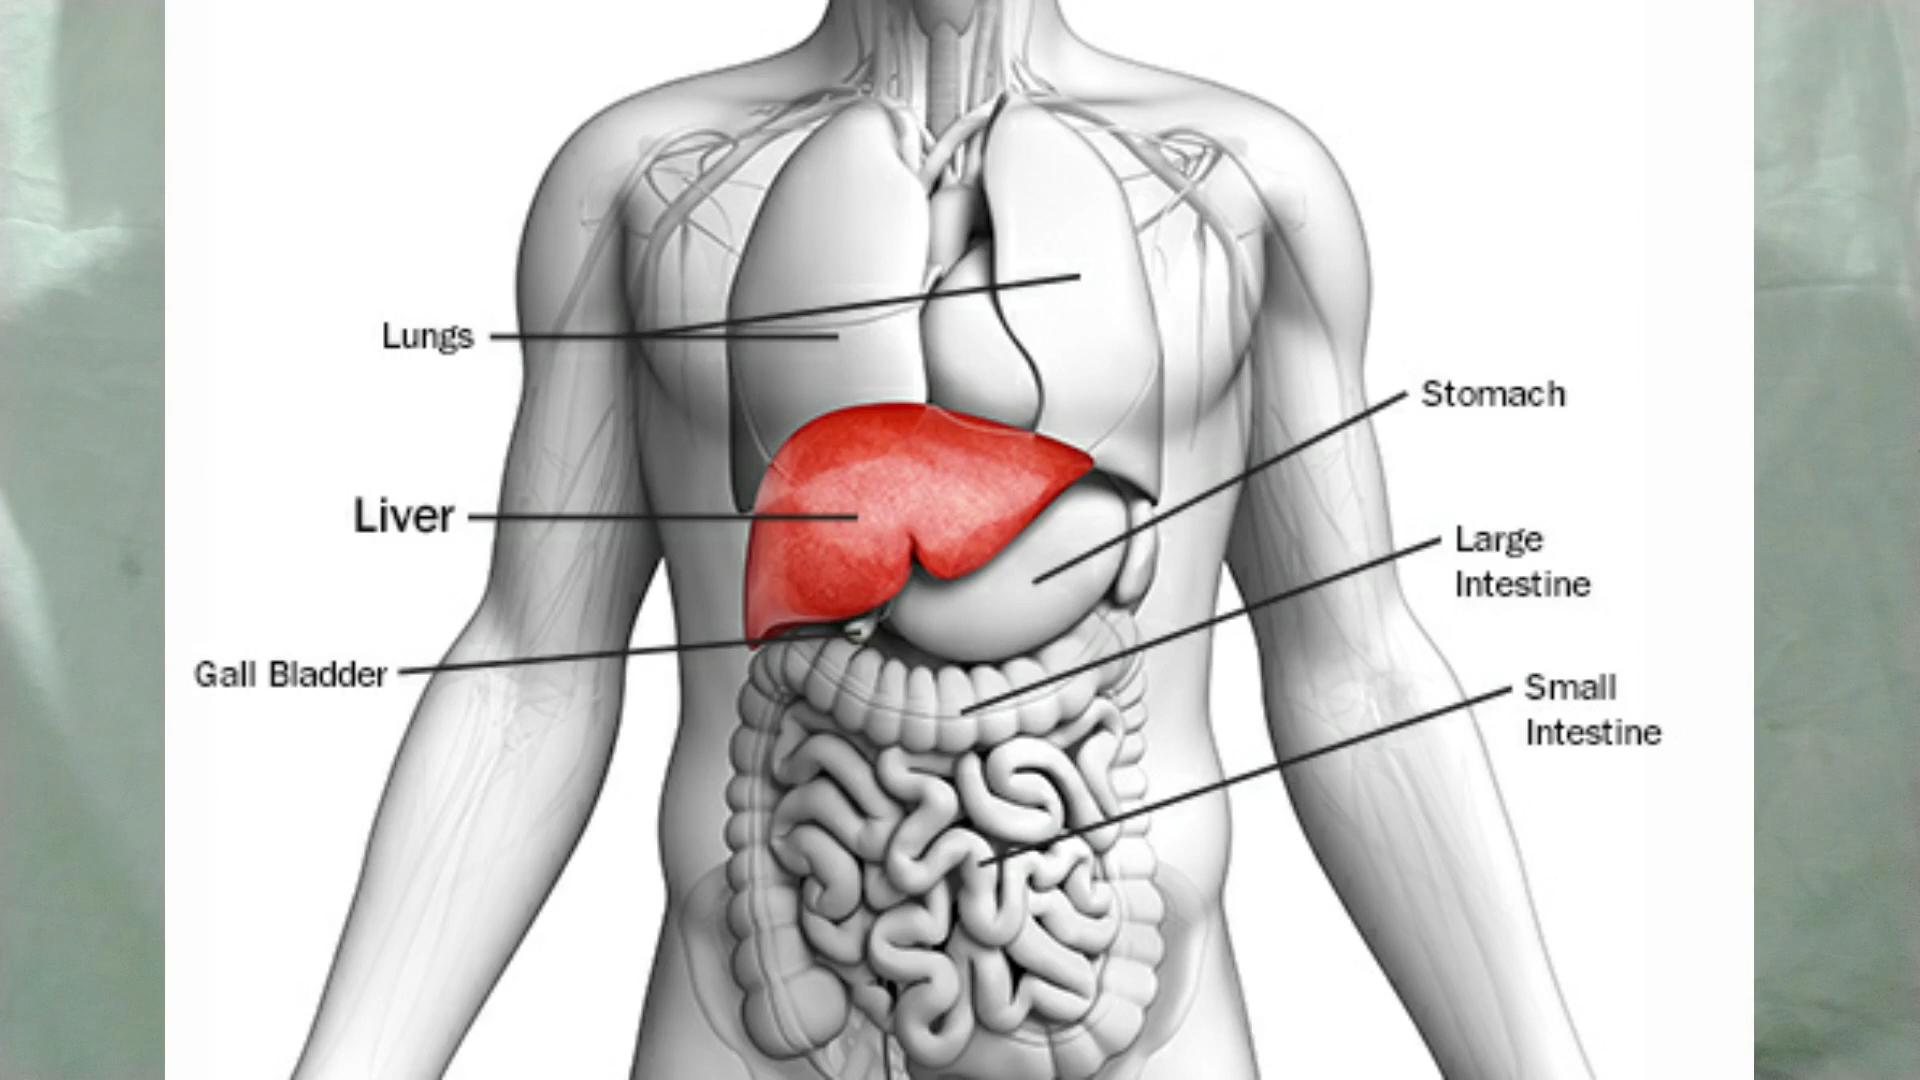 Lungs
Stomach
Liver
Large
Intestine
Gall Bladder
Small
Intestine